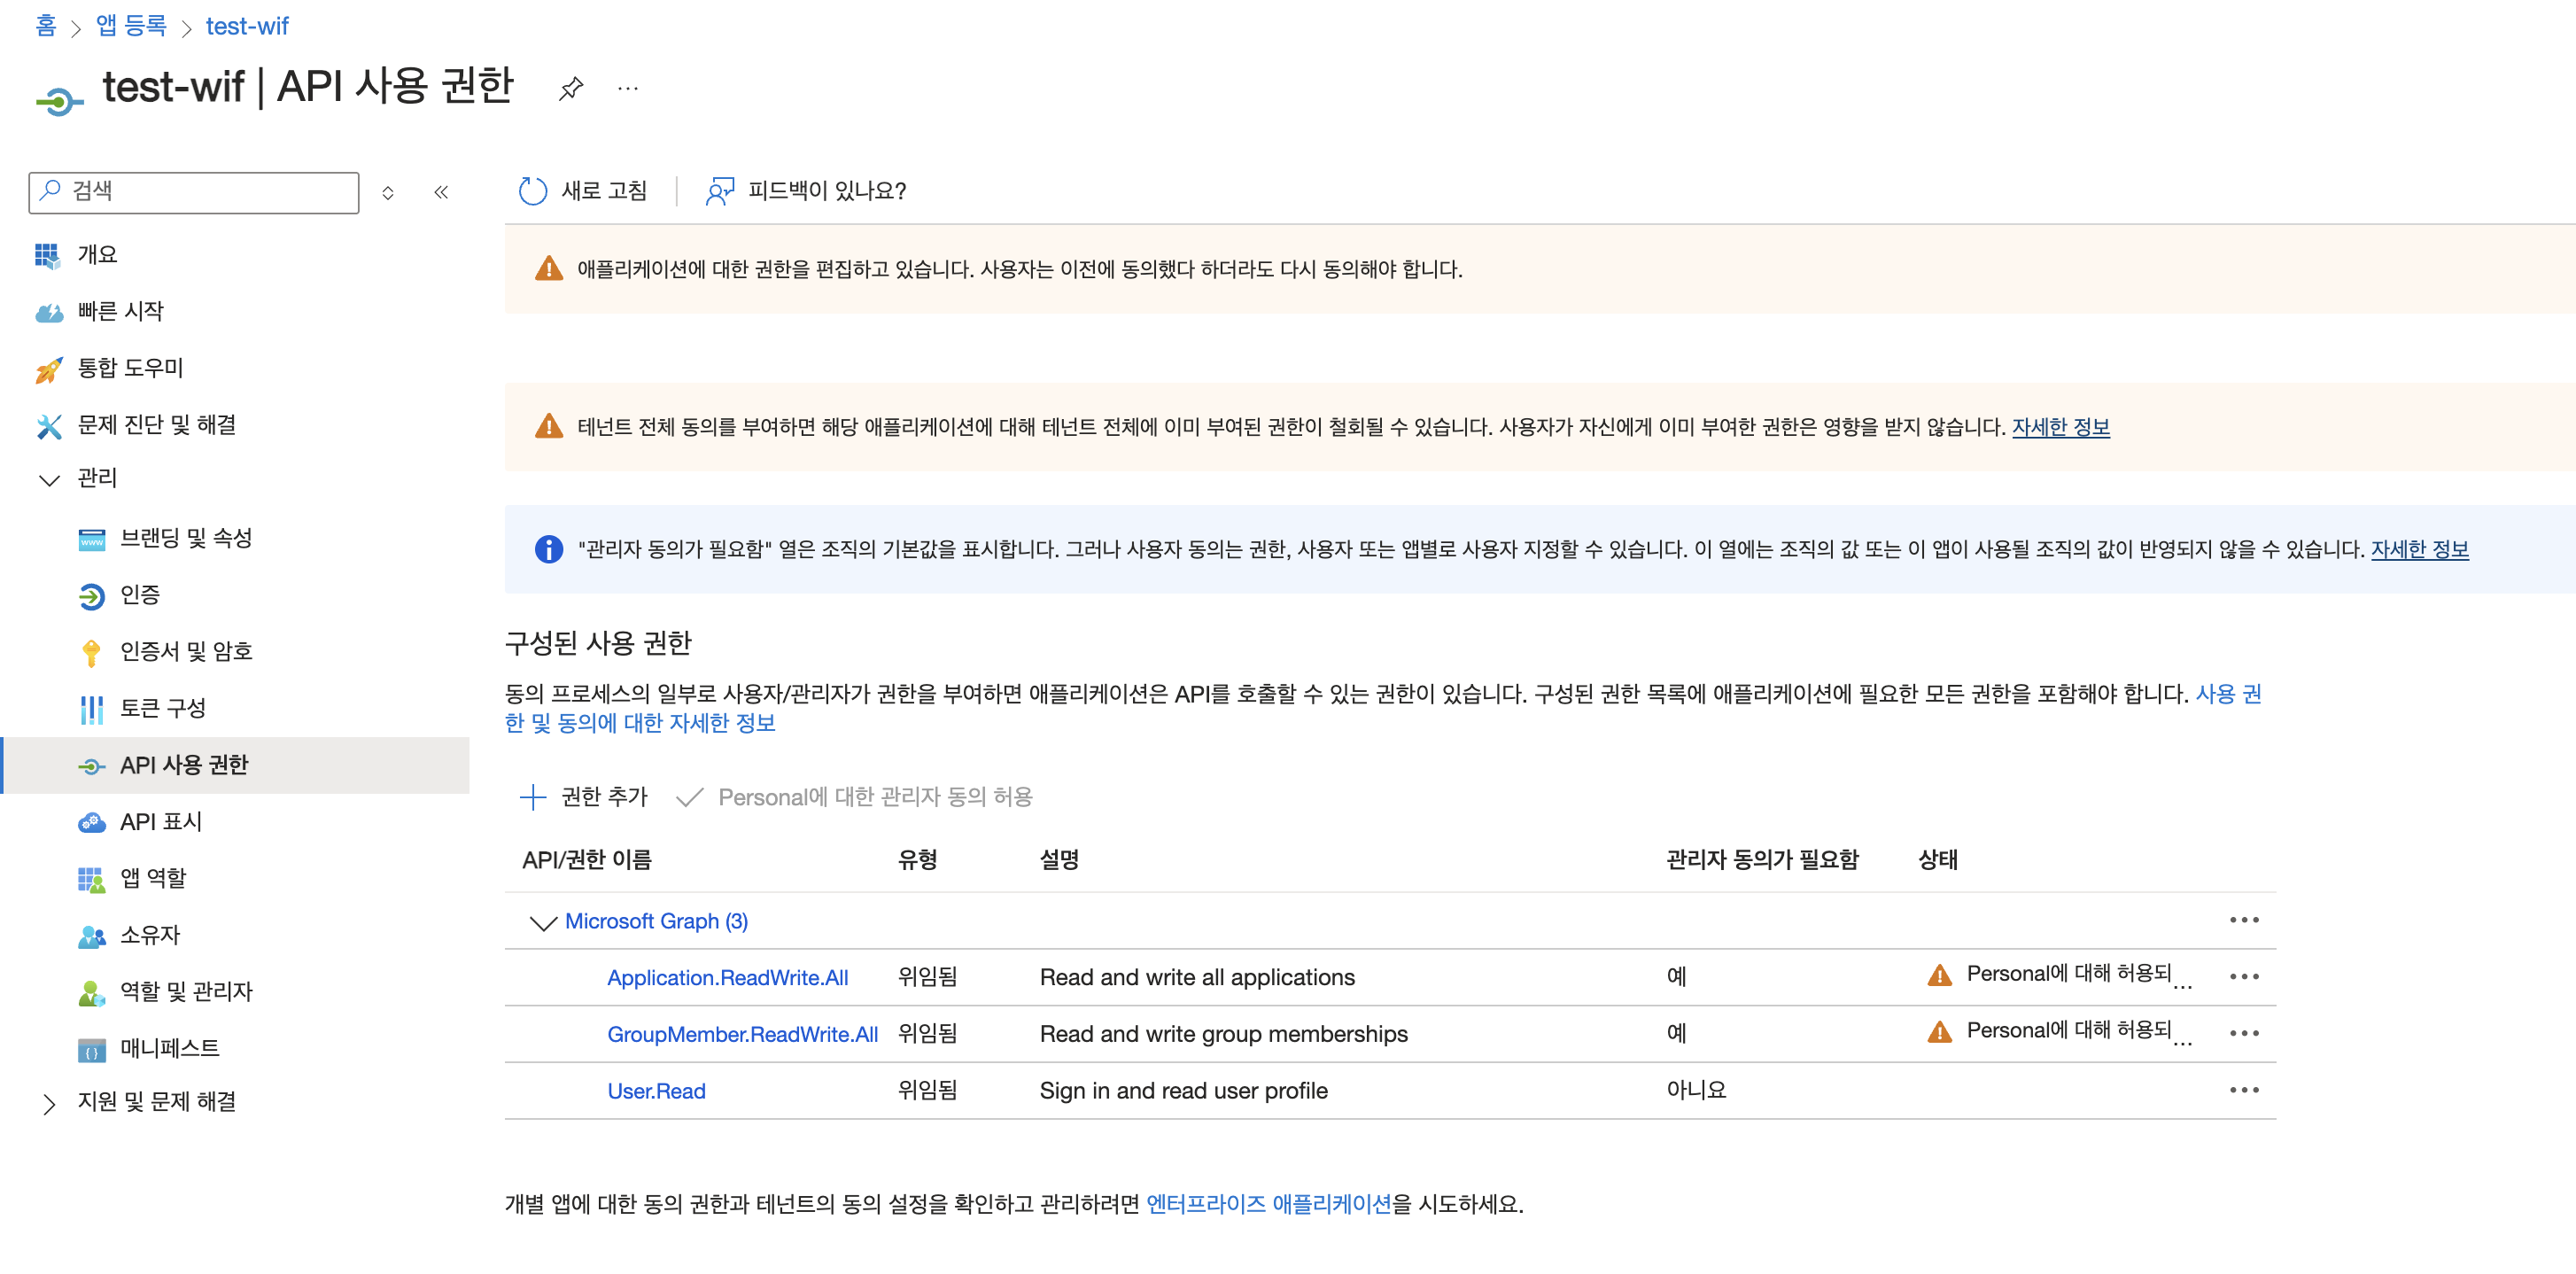 홈 > 앱 등록 > test-wif
test-wif | API 사용 권한 ...
검색
새로 고침
피드백이 있나요?
개요
빠른 시작
통합 도우미
문제 진단 및 해결
관리
브랜딩 및 속성
인증
인증서 및 암호
토큰 구성
API 사용 권한
API 표시
앱 역할
소유자
역할 및 관리자
매니페스트
지원 및 문제 해결
애플리케이션에 대한 권한을 편집하고 있습니다. 사용자는 이전에 동의했다 하더라도 다시 동의해야 합니다.
테넌트 전체 동의를 부여하면 해당 애플리케이션에 대해 테넌트 전체에 이미 부여된 권한이 철회될 수 있습니다. 사용자가 자신에게 이미 부여한 권한은 영향을 받지 않습니다. 자세한 정보
"관리자 동의가 필요함" 열은 조직의 기본값을 표시합니다. 그러나 사용자 동의는 권한, 사용자 또는 앱별로 사용자 지정할 수 있습니다. 이 열에는 조직의 값 또는 이 앱이 사용될 조직의 값이 반영되지 않을 수 있습니다. 자세한 정보
구성된 사용 권한
동의 프로세스의 일부로 사용자/관리자가 권한을 부여하면 애플리케이션은 API를 호출할 수 있는 권한이 있습니다. 구성된 권한 목록에 애플리케이션에 필요한 모든 권한을 포함해야 합니다. 사용 권
한 및 동의에 대한 자세한 정보
권한 추가 Personal에 대한 관리자 동의 허용
API/권한 이름 유형 설명 관리자 동의가 필요함 상태
Microsoft Graph (3)
Application.ReadWrite.All 위임됨 Read and write all applications 예 Personal에 대해 허용되...
GroupMember.ReadWrite.All 위임됨 Read and write group memberships 예 Personal에 대해 허용되...
User.Read 위임됨 Sign in and read user profile 아니요
개별 앱에 대한 동의 권한과 테넌트의 동의 설정을 확인하고 관리하려면 엔터프라이즈 애플리케이션을 시도하세요.